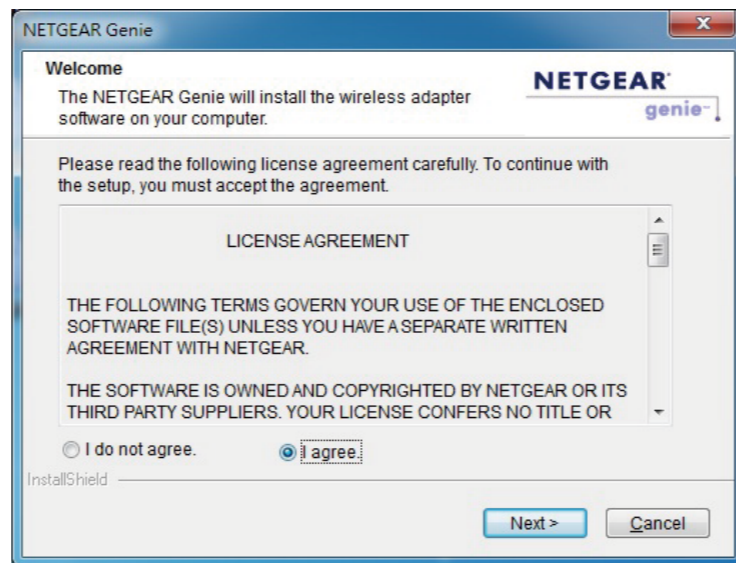 NETGEAR Genie
Welcome
The NETGEAR Genie will install the wireless adapter
software on your computer.
NETGEAR®
genie™
Please read the following license agreement carefully. To continue with
the setup, you must accept the agreement.
LICENSE AGREEMENT
THE FOLLOWING TERMS GOVERN YOUR USE OF THE ENCLOSED
SOFTWARE FILE(S) UNLESS YOU HAVE A SEPARATE WRITTEN
AGREEMENT WITH NETGEAR.
THE SOFTWARE IS OWNED AND COPYRIGHTED BY NETGEAR OR ITS
THIRD PARTY SUPPLIERS. YOUR LICENSE CONFERS NO TITLE OR
I do not agree.
I agree.
InstallShield
Next >
Cancel